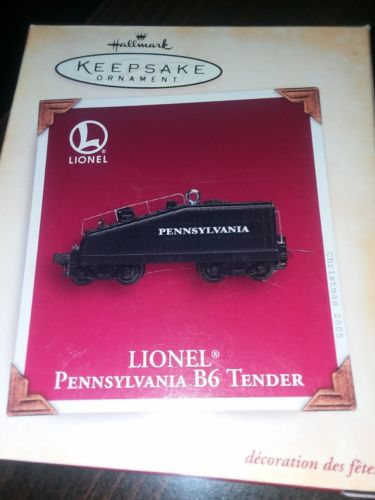 Hallmark
KEEPSAKE
ORNAMENT
L
LIONEL
PENNSYLVANIA
Christmas 2005
LIONEL®
PENNSYLVANIA B6 TENDER
décoration des fêtes